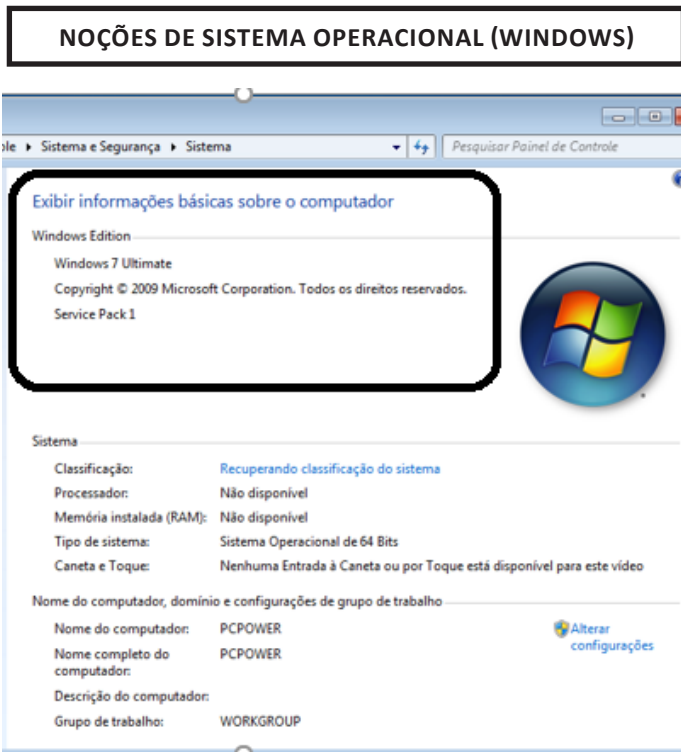 NOÇÕES DE SISTEMA OPERACIONAL (WINDOWS)
Sistema e Segurança ▸ Sistema
Pesquisar Painel de Controle
Exibir informações básicas sobre o computador
Windows Edition
Windows 7 Ultimate
Copyright © 2009 Microsoft Corporation. Todos os direitos reservados.
Service Pack 1
Sistema
Classificação: Recuperando classificação do sistema
Processador: Não disponível
Memória instalada (RAM): Não disponível
Tipo de sistema: Sistema Operacional de 64 Bits
Caneta e Toque: Nenhuma Entrada à Caneta ou por Toque está disponível para este vídeo
Nome do computador, domínio e configurações de grupo de trabalho
Nome do computador: PCPOWER
Alterar
configurações
Nome completo do
computador:
PCPOWER
Descrição do computador:
Grupo de trabalho: WORKGROUP